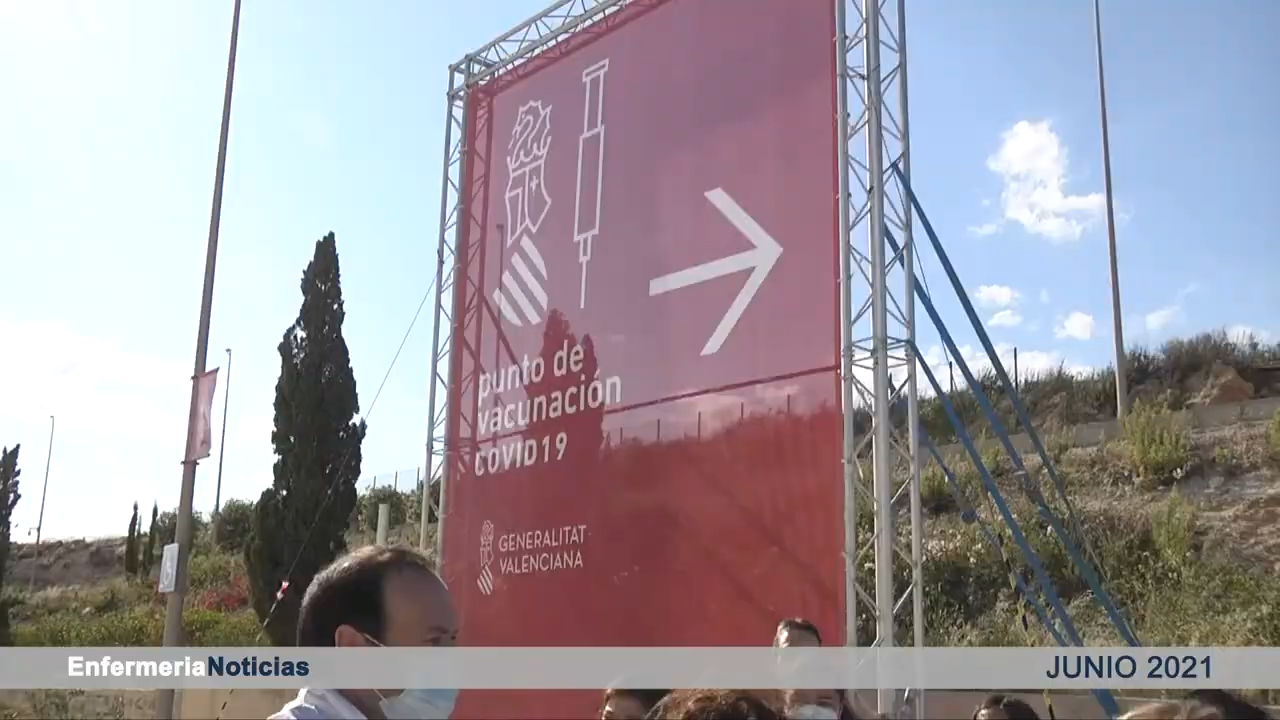 punto de
vacunación
COVID19
GENERALITAT
VALENCIANA
EnfermeriaNoticias
JUNIO 2021